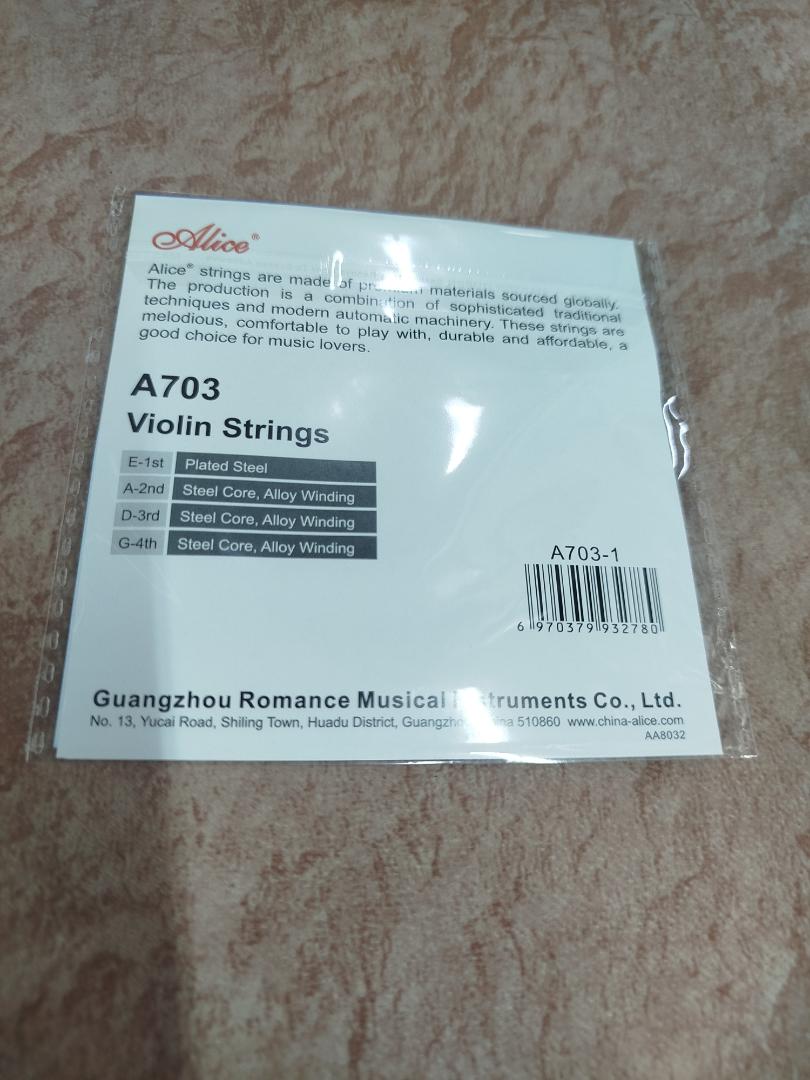 Alice®
Alice® strings are made of premium materials sourced globally.
The production is a combination of sophisticated traditional
techniques and modern automatic machinery. These strings are
melodious, comfortable to play with, durable and affordable, a
good choice for music lovers.
A703
Violin Strings
E-1st Plated Steel
A-2nd Steel Core, Alloy Winding
D-3rd Steel Core, Alloy Winding
G-4th Steel Core, Alloy Winding
A703-1
6 970379 932780
Guangzhou Romance Musical Instruments Co., Ltd.
No. 13, Yucai Road, Shiling Town, Huadu District, Guangzhou, China 510860 www.china-alice.com
AA8032